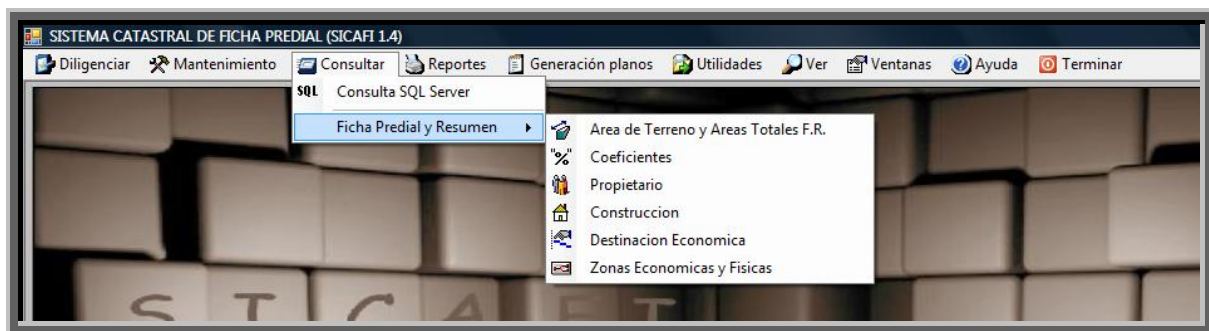 SISTEMA CATASTRAL DE FICHA PREDIAL (SICAFI 1.4)
Diligenciar Mantenimiento Consultar Reportes Generación planos Utilidades Ver Ventanas Ayuda Terminar
SQL Consulta SQL Server
Ficha Predial y Resumen
Area de Terreno y Areas Totales F.R.
"%" Coeficientes
Propietario
Construccion
Destinacion Economica
Zonas Economicas y Fisicas
S I C A F I